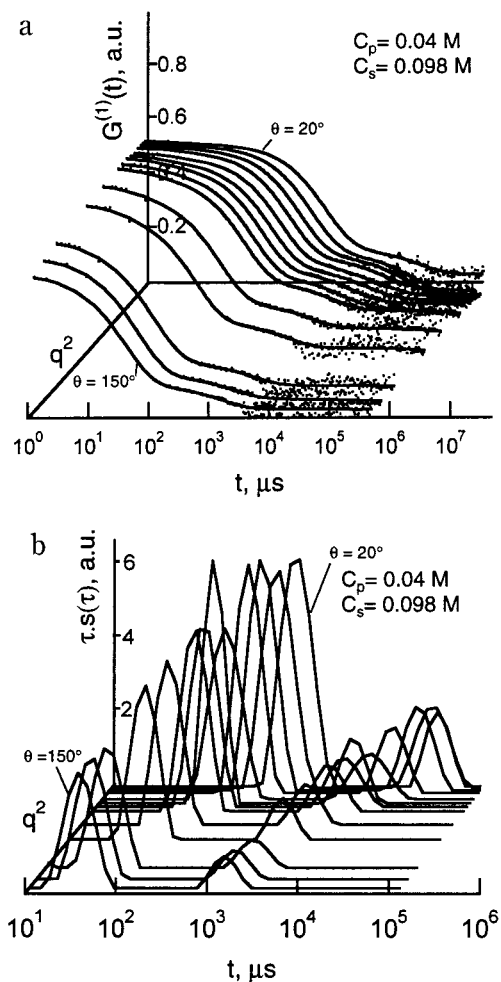 a
G(1)(t), a.u.
0.8
0.6
0.2
Cp= 0.04 M
Cs= 0.098 M
θ = 20°
q2
θ = 150°
100 101 102 103 104 105 106 107
t, μs
b
τ.s(τ), a.u.
6
4
2
θ = 20°
Cp= 0.04 M
Cs= 0.098 M
θ =150°
q2
101 102 103 104 105 106
t, μs